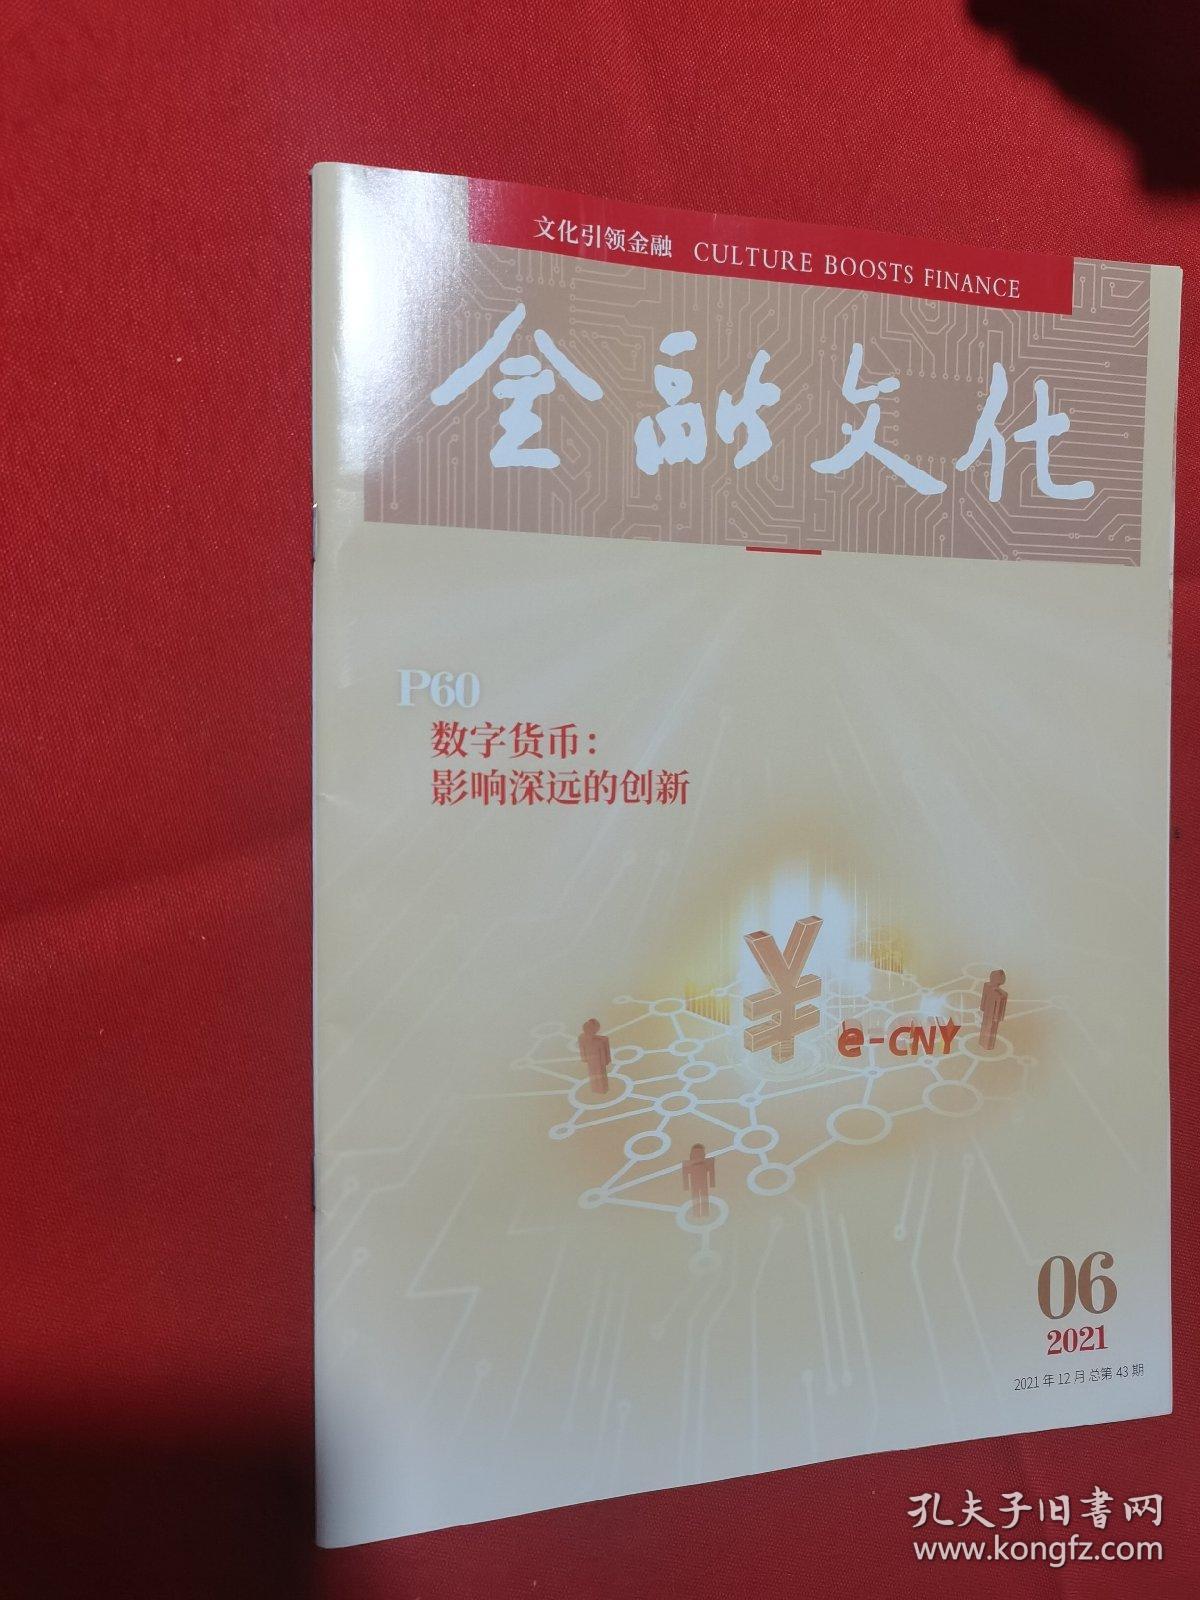 文化引领金融 CULTURE BOOSTS FINANCE
金融文化
P60
数字货币：
影响深远的创新
¥
e-CNY
06
2021
2021年12月 总第43期
孔夫子旧书网
www.kongfz.com